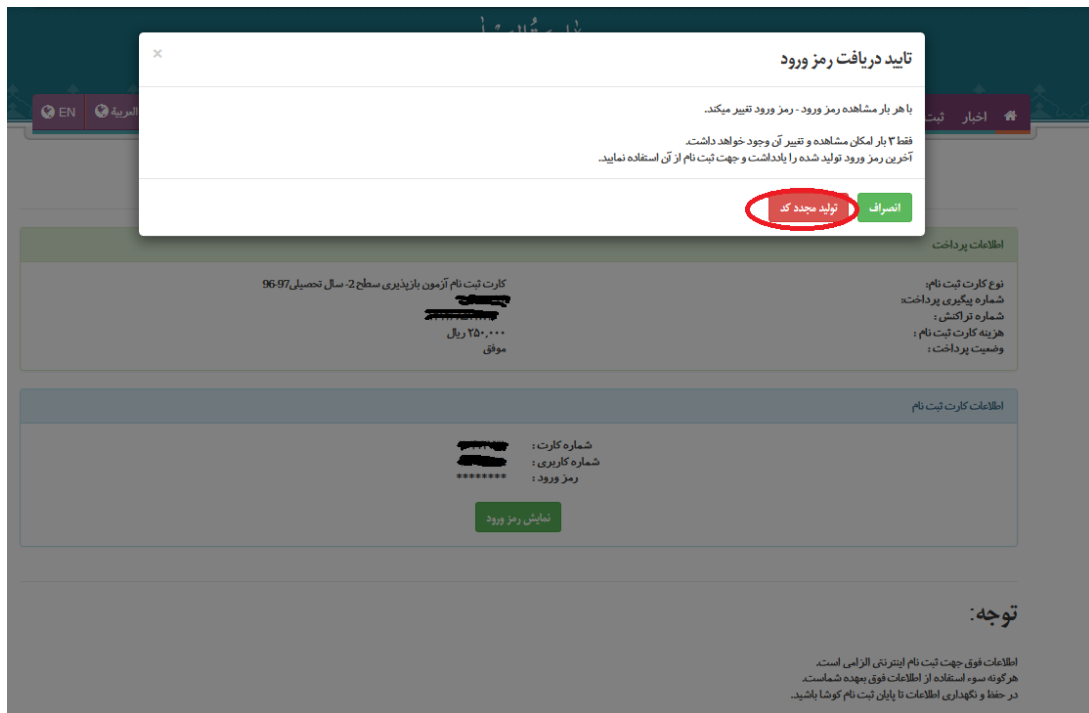 ×
تایید دریافت رمز ورود
با هر بار مشاهده رمز ورود - رمز ورود تغییر میکند.
فقط ۳ بار امکان مشاهده و تغییر آن وجود خواهد داشت.
آخرین رمز ورود تولید شده را یادداشت و جهت ثبت نام از آن استفاده نمایید.
انصراف
تولید مجدد کد
اخبار ثبت العربیة EN
اطلاعات پرداخت
نوع کارت ثبت نام: کارت ثبت نام آزمون بازپذیری سطح 2- سال تحصیلی 97-96
شماره پیگیری پرداخت:
شماره تراکنش :
هزینه کارت ثبت نام : ۲۵۰,۰۰۰ ریال
وضعیت پرداخت : موفق
اطلاعات کارت ثبت نام
شماره کارت :
شماره کاربری :
رمز ورود : ********
نمایش رمز ورود
توجه:
اطلاعات فوق جهت ثبت نام اینترنتی الزامی است.
هرگونه سوء استفاده از اطلاعات فوق بعهده شماست.
در حفظ و نگهداری اطلاعات تا پایان ثبت نام کوشا باشید.